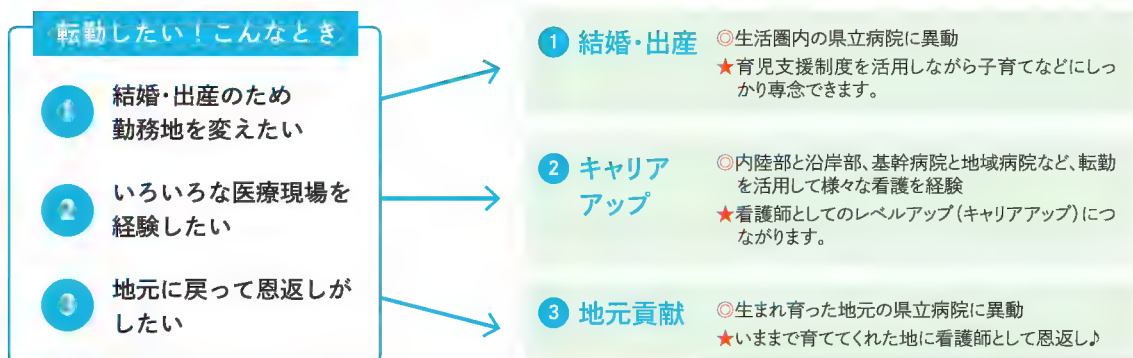 転勤したい！こんなとき
1 結婚・出産のため
勤務地を変えたい
2 いろいろな医療現場を
経験したい
3 地元に戻って恩返しが
したい
1 結婚・出産
◎生活圏内の県立病院に異動
★育児支援制度を活用しながら子育てなどにしっ
かり専念できます。
2 キャリア
アップ
◎内陸部と沿岸部、基幹病院と地域病院など、転勤
を活用して様々な看護を経験
★看護師としてのレベルアップ（キャリアアップ）につ
ながります。
3 地元貢献
◎生まれ育った地元の県立病院に異動
★いままで育ててくれた地に看護師として恩返し♪